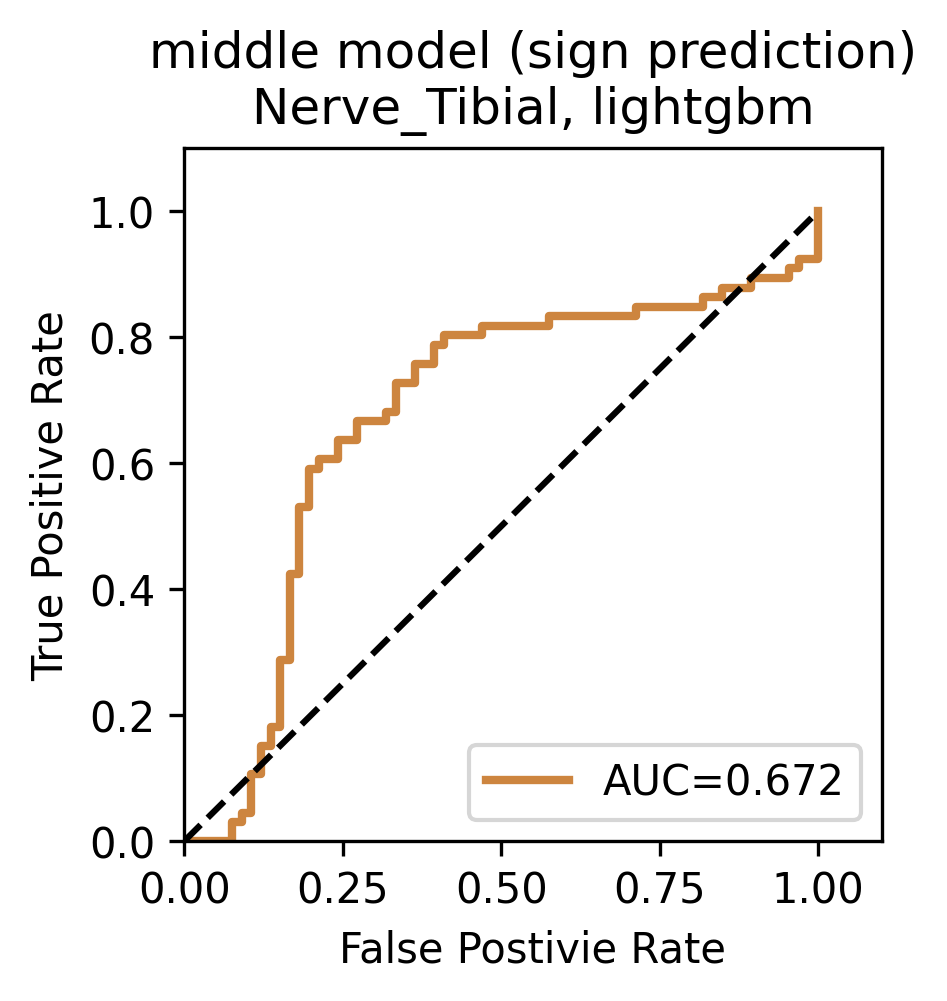 middle model (sign prediction)
Nerve_Tibial, lightgbm
True Positive Rate
1.0
0.8
0.6
0.4
0.2
0.0
AUC=0.672
0.00 0.25 0.50 0.75 1.00
False Postivie Rate